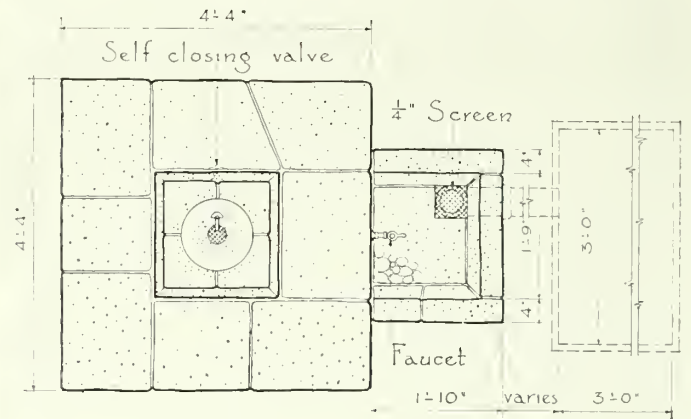 4'-4"
Self closing valve
1/4" Screen
4'-4"
4"
1'-9"
3'-0"
4
Faucet
1'-10" varies 3'-0"